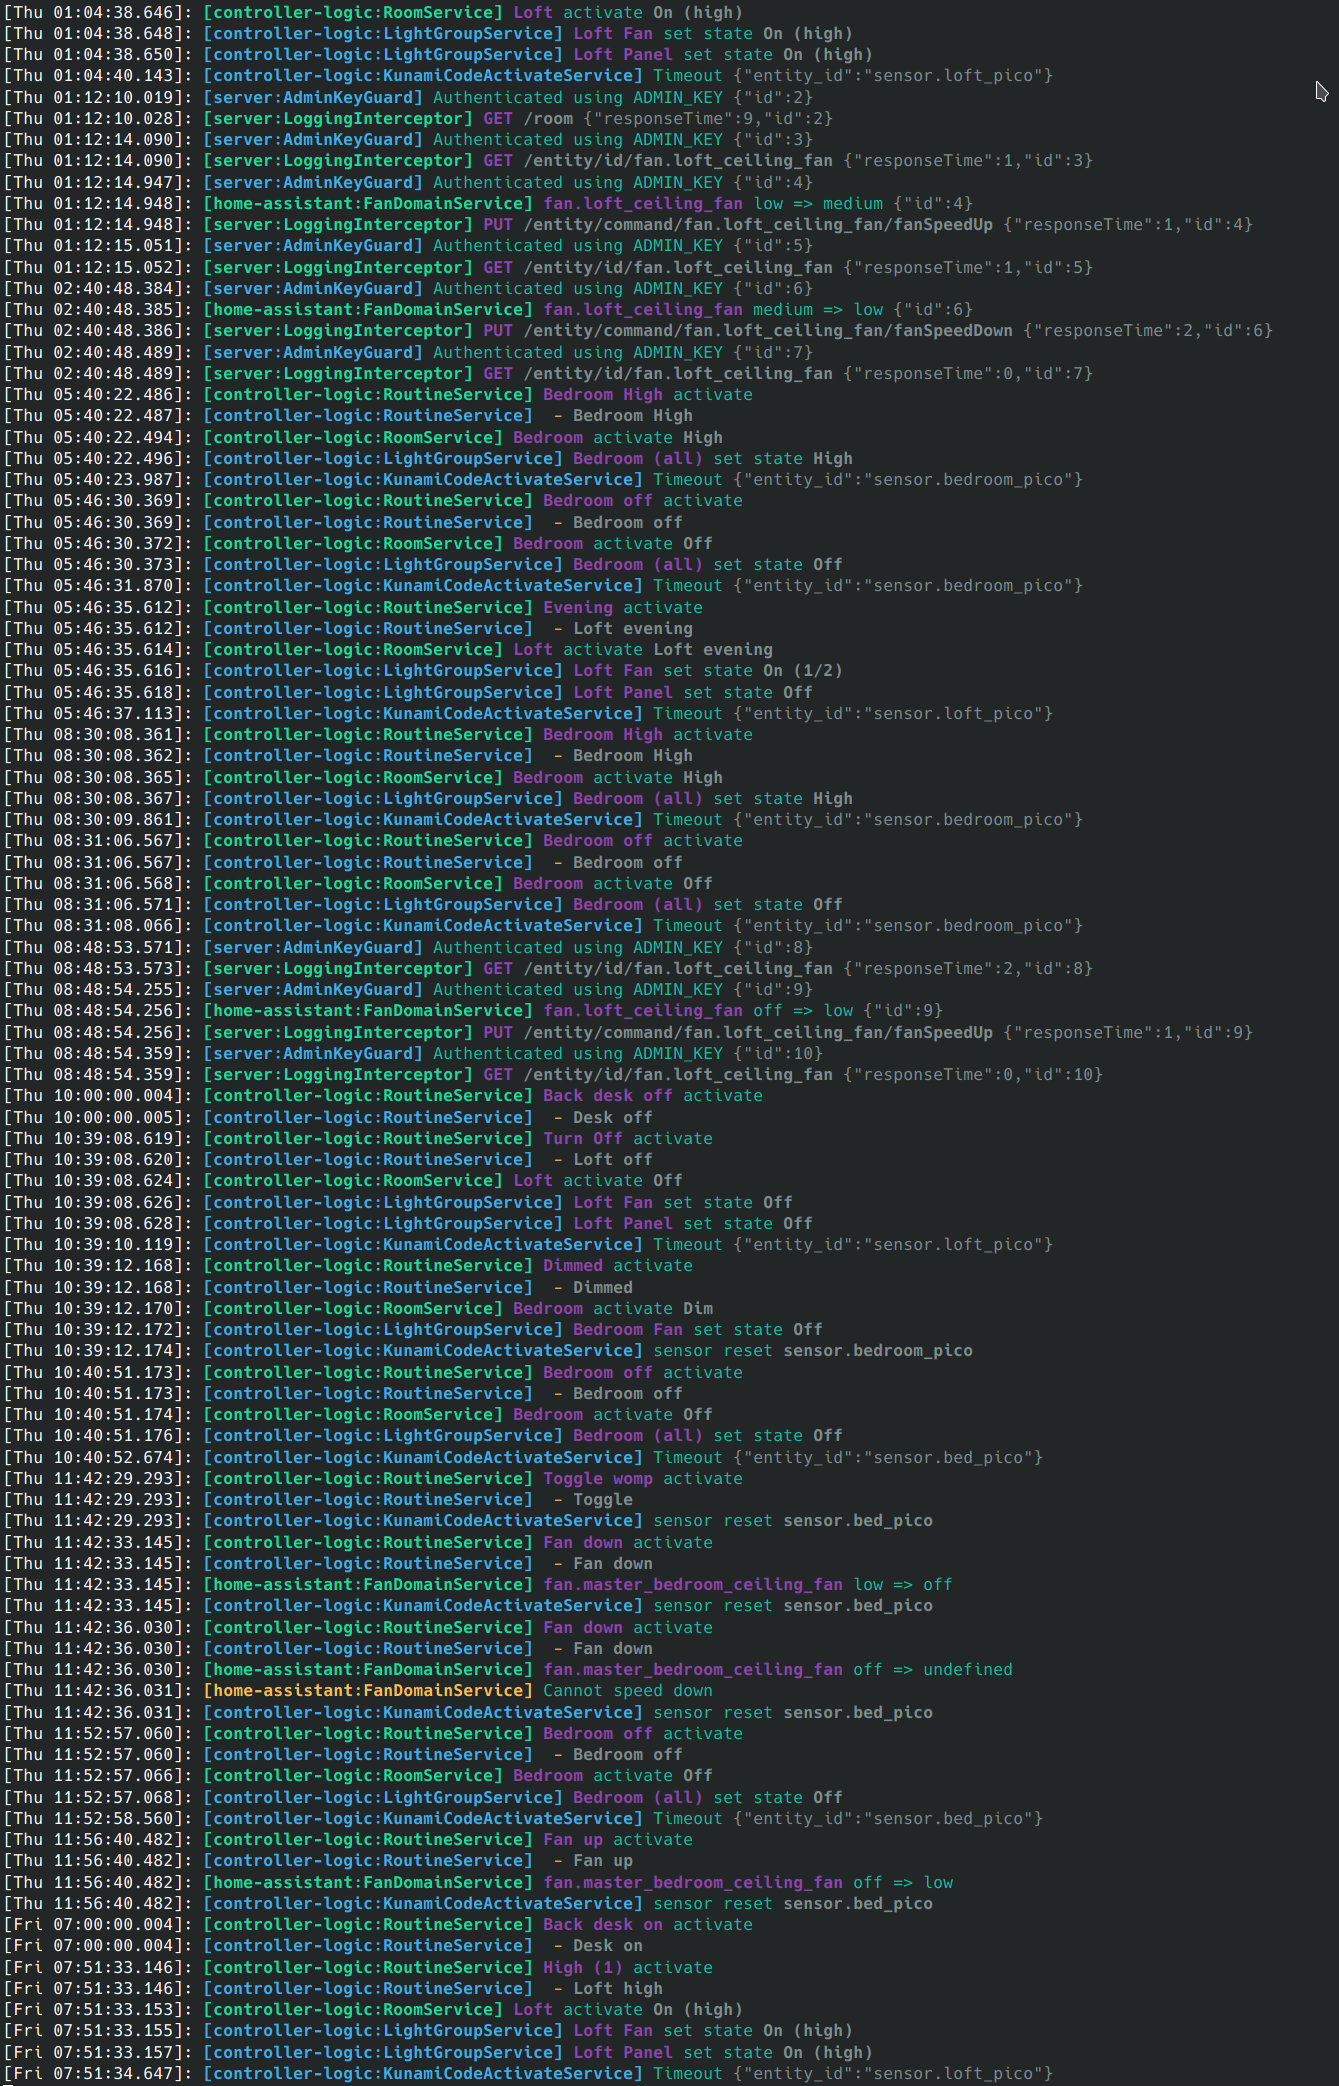 [Thu 01:04:38.646]: [controller-logic:RoomService] Loft activate On (high)
[Thu 01:04:38.648]: [controller-logic:LightGroupService] Loft Fan set state On (high)
[Thu 01:04:38.650]: [controller-logic:LightGroupService] Loft Panel set state On (high)
[Thu 01:04:40.143]: [controller-logic:KunamiCodeActivateService] Timeout {"entity_id":"sensor.loft_pico"}
[Thu 01:12:10.019]: [server:AdminKeyGuard] Authenticated using ADMIN_KEY {"id":2}
[Thu 01:12:10.028]: [server:LoggingInterceptor] GET /room {"responseTime":9,"id":2}
[Thu 01:12:14.090]: [server:AdminKeyGuard] Authenticated using ADMIN_KEY {"id":3}
[Thu 01:12:14.090]: [server:LoggingInterceptor] GET /entity/id/fan.loft_ceiling_fan {"responseTime":1,"id":3}
[Thu 01:12:14.947]: [server:AdminKeyGuard] Authenticated using ADMIN_KEY {"id":4}
[Thu 01:12:14.948]: [home-assistant:FanDomainService] fan.loft_ceiling_fan low => medium {"id":4}
[Thu 01:12:14.948]: [server:LoggingInterceptor] PUT /entity/command/fan.loft_ceiling_fan/fanSpeedUp {"responseTime":1,"id":4}
[Thu 01:12:15.051]: [server:AdminKeyGuard] Authenticated using ADMIN_KEY {"id":5}
[Thu 01:12:15.052]: [server:LoggingInterceptor] GET /entity/id/fan.loft_ceiling_fan {"responseTime":1,"id":5}
[Thu 02:40:48.384]: [server:AdminKeyGuard] Authenticated using ADMIN_KEY {"id":6}
[Thu 02:40:48.385]: [home-assistant:FanDomainService] fan.loft_ceiling_fan medium => low {"id":6}
[Thu 02:40:48.386]: [server:LoggingInterceptor] PUT /entity/command/fan.loft_ceiling_fan/fanSpeedDown {"responseTime":2,"id":6}
[Thu 02:40:48.489]: [server:AdminKeyGuard] Authenticated using ADMIN_KEY {"id":7}
[Thu 02:40:48.489]: [server:LoggingInterceptor] GET /entity/id/fan.loft_ceiling_fan {"responseTime":0,"id":7}
[Thu 05:40:22.486]: [controller-logic:RoutineService] Bedroom High activate
[Thu 05:40:22.487]: [controller-logic:RoutineService]  - Bedroom High
[Thu 05:40:22.494]: [controller-logic:RoomService] Bedroom activate High
[Thu 05:40:22.496]: [controller-logic:LightGroupService] Bedroom (all) set state High
[Thu 05:40:23.987]: [controller-logic:KunamiCodeActivateService] Timeout {"entity_id":"sensor.bedroom_pico"}
[Thu 05:46:30.369]: [controller-logic:RoutineService] Bedroom off activate
[Thu 05:46:30.369]: [controller-logic:RoutineService]  - Bedroom off
[Thu 05:46:30.372]: [controller-logic:RoomService] Bedroom activate Off
[Thu 05:46:30.373]: [controller-logic:LightGroupService] Bedroom (all) set state Off
[Thu 05:46:31.870]: [controller-logic:KunamiCodeActivateService] Timeout {"entity_id":"sensor.bedroom_pico"}
[Thu 05:46:35.612]: [controller-logic:RoutineService] Evening activate
[Thu 05:46:35.612]: [controller-logic:RoutineService]  - Loft evening
[Thu 05:46:35.614]: [controller-logic:RoomService] Loft activate Loft evening
[Thu 05:46:35.616]: [controller-logic:LightGroupService] Loft Fan set state On (1/2)
[Thu 05:46:35.618]: [controller-logic:LightGroupService] Loft Panel set state Off
[Thu 05:46:37.113]: [controller-logic:KunamiCodeActivateService] Timeout {"entity_id":"sensor.loft_pico"}
[Thu 08:30:08.361]: [controller-logic:RoutineService] Bedroom High activate
[Thu 08:30:08.362]: [controller-logic:RoutineService]  - Bedroom High
[Thu 08:30:08.365]: [controller-logic:RoomService] Bedroom activate High
[Thu 08:30:08.367]: [controller-logic:LightGroupService] Bedroom (all) set state High
[Thu 08:30:09.861]: [controller-logic:KunamiCodeActivateService] Timeout {"entity_id":"sensor.bedroom_pico"}
[Thu 08:31:06.567]: [controller-logic:RoutineService] Bedroom off activate
[Thu 08:31:06.567]: [controller-logic:RoutineService]  - Bedroom off
[Thu 08:31:06.568]: [controller-logic:RoomService] Bedroom activate Off
[Thu 08:31:06.571]: [controller-logic:LightGroupService] Bedroom (all) set state Off
[Thu 08:31:08.066]: [controller-logic:KunamiCodeActivateService] Timeout {"entity_id":"sensor.bedroom_pico"}
[Thu 08:48:53.571]: [server:AdminKeyGuard] Authenticated using ADMIN_KEY {"id":8}
[Thu 08:48:53.573]: [server:LoggingInterceptor] GET /entity/id/fan.loft_ceiling_fan {"responseTime":2,"id":8}
[Thu 08:48:54.255]: [server:AdminKeyGuard] Authenticated using ADMIN_KEY {"id":9}
[Thu 08:48:54.256]: [home-assistant:FanDomainService] fan.loft_ceiling_fan off => low {"id":9}
[Thu 08:48:54.256]: [server:LoggingInterceptor] PUT /entity/command/fan.loft_ceiling_fan/fanSpeedUp {"responseTime":1,"id":9}
[Thu 08:48:54.359]: [server:AdminKeyGuard] Authenticated using ADMIN_KEY {"id":10}
[Thu 08:48:54.359]: [server:LoggingInterceptor] GET /entity/id/fan.loft_ceiling_fan {"responseTime":0,"id":10}
[Thu 10:00:00.004]: [controller-logic:RoutineService] Back desk off activate
[Thu 10:00:00.005]: [controller-logic:RoutineService]  - Desk off
[Thu 10:39:08.619]: [controller-logic:RoutineService] Turn Off activate
[Thu 10:39:08.620]: [controller-logic:RoutineService]  - Loft off
[Thu 10:39:08.624]: [controller-logic:RoomService] Loft activate Off
[Thu 10:39:08.626]: [controller-logic:LightGroupService] Loft Fan set state Off
[Thu 10:39:08.628]: [controller-logic:LightGroupService] Loft Panel set state Off
[Thu 10:39:10.119]: [controller-logic:KunamiCodeActivateService] Timeout {"entity_id":"sensor.loft_pico"}
[Thu 10:39:12.168]: [controller-logic:RoutineService] Dimmed activate
[Thu 10:39:12.168]: [controller-logic:RoutineService]  - Dimmed
[Thu 10:39:12.170]: [controller-logic:RoomService] Bedroom activate Dim
[Thu 10:39:12.172]: [controller-logic:LightGroupService] Bedroom Fan set state Off
[Thu 10:39:12.174]: [controller-logic:KunamiCodeActivateService] sensor reset sensor.bedroom_pico
[Thu 10:40:51.173]: [controller-logic:RoutineService] Bedroom off activate
[Thu 10:40:51.173]: [controller-logic:RoutineService]  - Bedroom off
[Thu 10:40:51.174]: [controller-logic:RoomService] Bedroom activate Off
[Thu 10:40:51.176]: [controller-logic:LightGroupService] Bedroom (all) set state Off
[Thu 10:40:52.674]: [controller-logic:KunamiCodeActivateService] Timeout {"entity_id":"sensor.bed_pico"}
[Thu 11:42:29.293]: [controller-logic:RoutineService] Toggle womp activate
[Thu 11:42:29.293]: [controller-logic:RoutineService]  - Toggle
[Thu 11:42:29.293]: [controller-logic:KunamiCodeActivateService] sensor reset sensor.bed_pico
[Thu 11:42:33.145]: [controller-logic:RoutineService] Fan down activate
[Thu 11:42:33.145]: [controller-logic:RoutineService]  - Fan down
[Thu 11:42:33.145]: [home-assistant:FanDomainService] fan.master_bedroom_ceiling_fan low => off
[Thu 11:42:33.145]: [controller-logic:KunamiCodeActivateService] sensor reset sensor.bed_pico
[Thu 11:42:36.030]: [controller-logic:RoutineService] Fan down activate
[Thu 11:42:36.030]: [controller-logic:RoutineService]  - Fan down
[Thu 11:42:36.030]: [home-assistant:FanDomainService] fan.master_bedroom_ceiling_fan off => undefined
[Thu 11:42:36.031]: [home-assistant:FanDomainService] Cannot speed down
[Thu 11:42:36.031]: [controller-logic:KunamiCodeActivateService] sensor reset sensor.bed_pico
[Thu 11:52:57.060]: [controller-logic:RoutineService] Bedroom off activate
[Thu 11:52:57.060]: [controller-logic:RoutineService]  - Bedroom off
[Thu 11:52:57.066]: [controller-logic:RoomService] Bedroom activate Off
[Thu 11:52:57.068]: [controller-logic:LightGroupService] Bedroom (all) set state Off
[Thu 11:52:58.560]: [controller-logic:KunamiCodeActivateService] Timeout {"entity_id":"sensor.bed_pico"}
[Thu 11:56:40.482]: [controller-logic:RoutineService] Fan up activate
[Thu 11:56:40.482]: [controller-logic:RoutineService]  - Fan up
[Thu 11:56:40.482]: [home-assistant:FanDomainService] fan.master_bedroom_ceiling_fan off => low
[Thu 11:56:40.482]: [controller-logic:KunamiCodeActivateService] sensor reset sensor.bed_pico
[Fri 07:00:00.004]: [controller-logic:RoutineService] Back desk on activate
[Fri 07:00:00.004]: [controller-logic:RoutineService]  - Desk on
[Fri 07:51:33.146]: [controller-logic:RoutineService] High (1) activate
[Fri 07:51:33.146]: [controller-logic:RoutineService]  - Loft high
[Fri 07:51:33.153]: [controller-logic:RoomService] Loft activate On (high)
[Fri 07:51:33.155]: [controller-logic:LightGroupService] Loft Fan set state On (high)
[Fri 07:51:33.157]: [controller-logic:LightGroupService] Loft Panel set state On (high)
[Fri 07:51:34.647]: [controller-logic:KunamiCodeActivateService] Timeout {"entity_id":"sensor.loft_pico"}